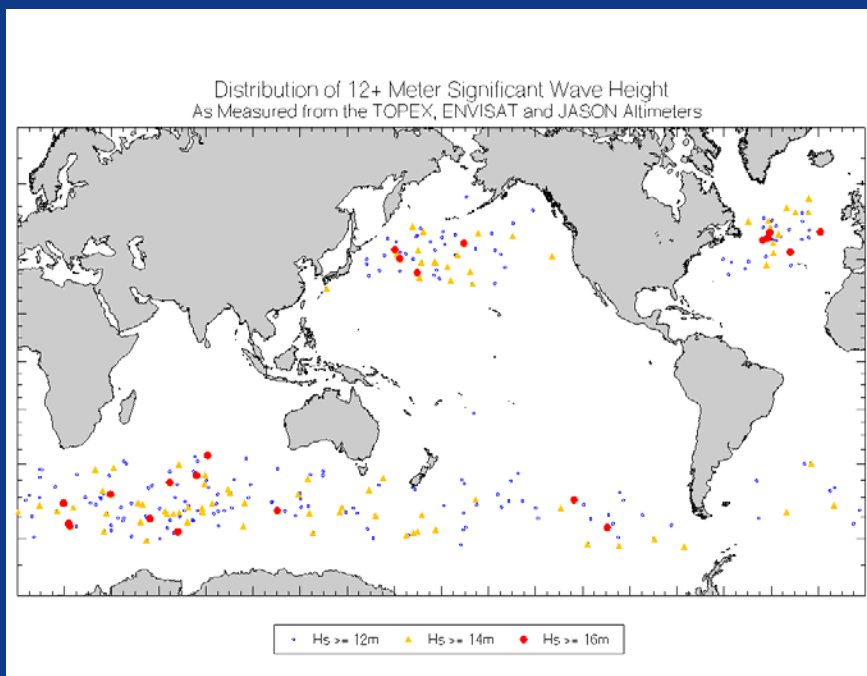 Distribution of 12+ Meter Significant Wave Height
As Measured from the TOPEX, ENVISAT and JASON Altimeters
Hs >= 12m Hs >= 14m Hs >= 16m